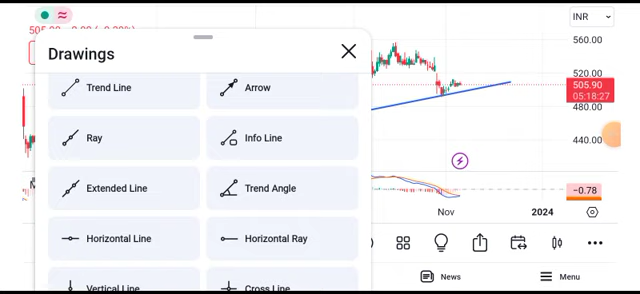 INR
Drawings
560.00
Trend Line
Arrow
520.00
505.90
05:18:27
480.00
Ray
Info Line
440.00
Extended Line
Trend Angle
−0.78
Nov
2024
Horizontal Line
Horizontal Ray
News
Menu
Vertical Line
Cross Line